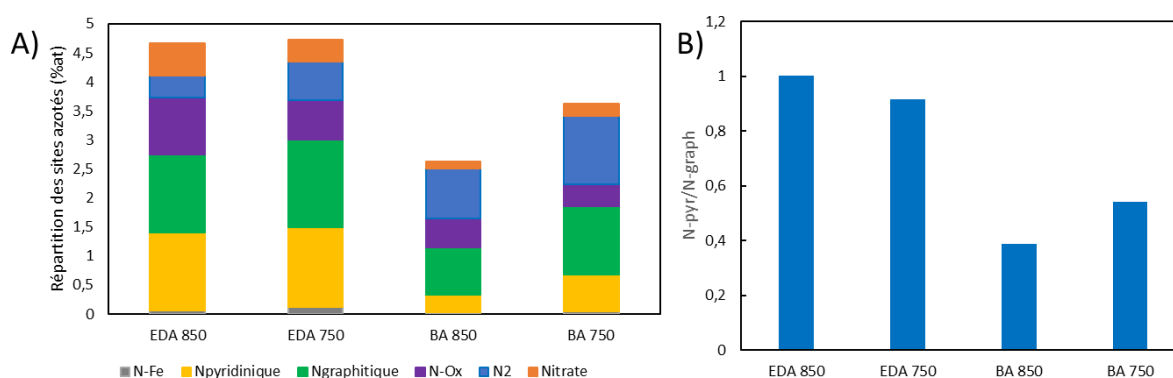 A)
Répartition des sites azotés (%at)
5
4,5
4
3,5
3
2,5
2
1,5
1
0,5
0
EDA 850 EDA 750 BA 850 BA 750
N-Fe Npyridinique Ngraphitique N-Ox N2 Nitrate
B)
N-pyr/N-graph
1,2
1
0,8
0,6
0,4
0,2
0
EDA 850 EDA 750 BA 850 BA 750